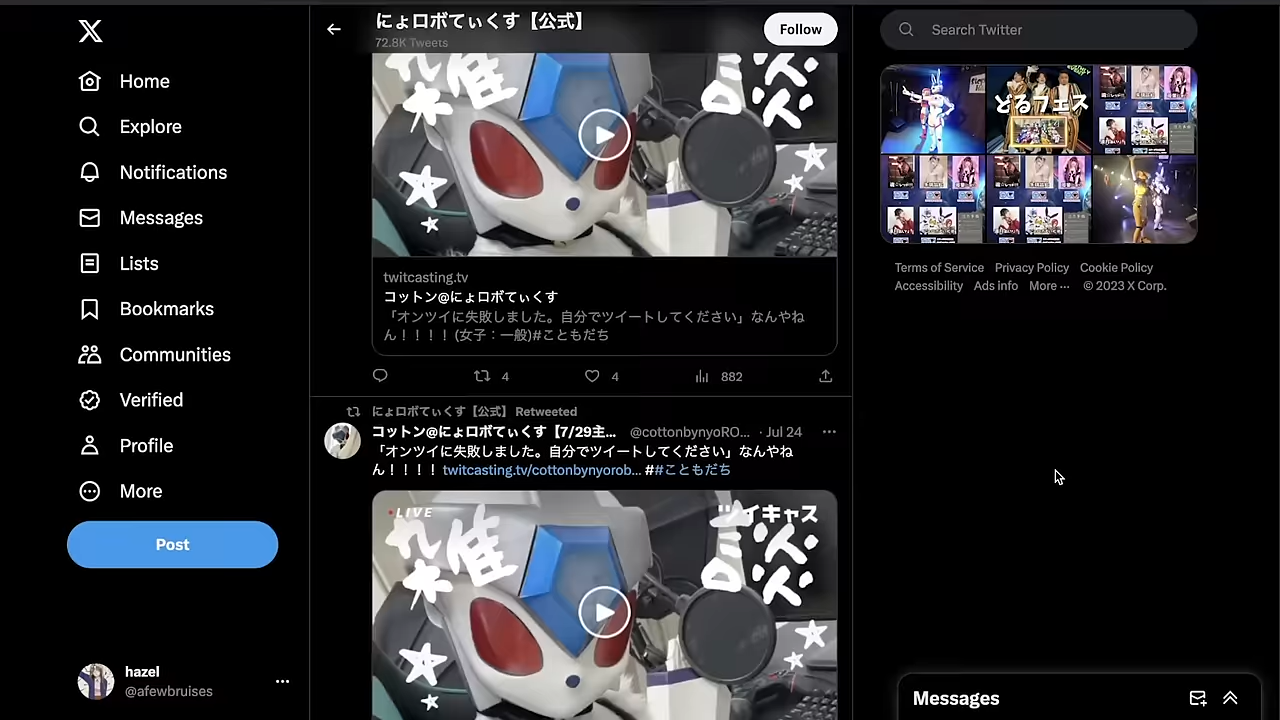 Home
Explore
Notifications
Messages
Lists
Bookmarks
Communities
Verified
Profile
More
Post
hazel
@afewbruises
にょロボてぃくす【公式】
72.8K Tweets
Follow
雑 談
twitcasting.tv
コットン@にょロボてぃくす
「オンツイに失敗しました。自分でツイートしてください」なんやね
ん！！！！ (女子：一般)#こともだち
4
4
882
にょロボてぃくす【公式】 Retweeted
コットン@にょロボてぃくす【7/29主... @cottonbynyoRO... · Jul 24
「オンツイに失敗しました。自分でツイートしてください」なんやね
ん！！！！ twitcasting.tv/cottonbynyorob... ##こともだち
LIVE
ツイキャス
雑 談
Search Twitter
どるフェス
Terms of Service Privacy Policy Cookie Policy
Accessibility Ads info More ··· © 2023 X Corp.
Messages